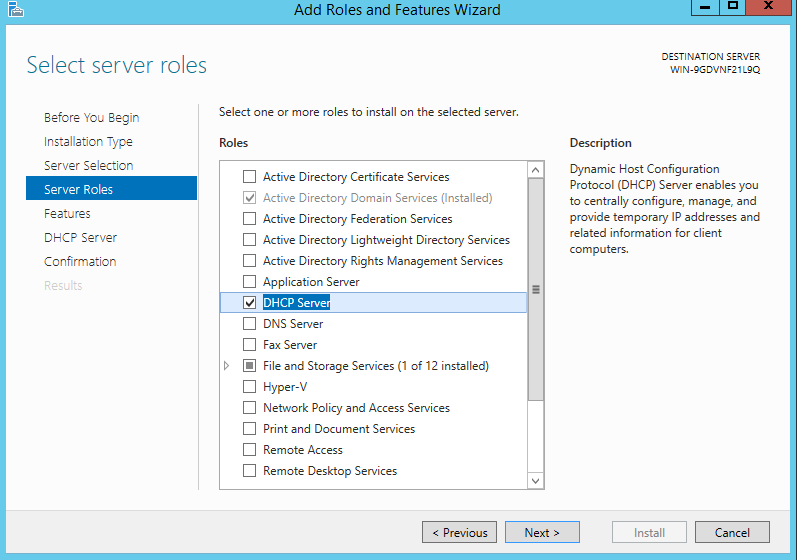 Add Roles and Features Wizard
Select server roles
DESTINATION SERVER
WIN-9GDVNF21L9Q
Before You Begin
Installation Type
Server Selection
Server Roles
Features
DHCP Server
Confirmation
Results
Select one or more roles to install on the selected server.
Roles
Active Directory Certificate Services
Active Directory Domain Services (Installed)
Active Directory Federation Services
Active Directory Lightweight Directory Services
Active Directory Rights Management Services
Application Server
DHCP Server
DNS Server
Fax Server
File and Storage Services (1 of 12 installed)
Hyper-V
Network Policy and Access Services
Print and Document Services
Remote Access
Remote Desktop Services
Description
Dynamic Host Configuration
Protocol (DHCP) Server enables you
to centrally configure, manage, and
provide temporary IP addresses and
related information for client
computers.
< Previous
Next >
Install
Cancel